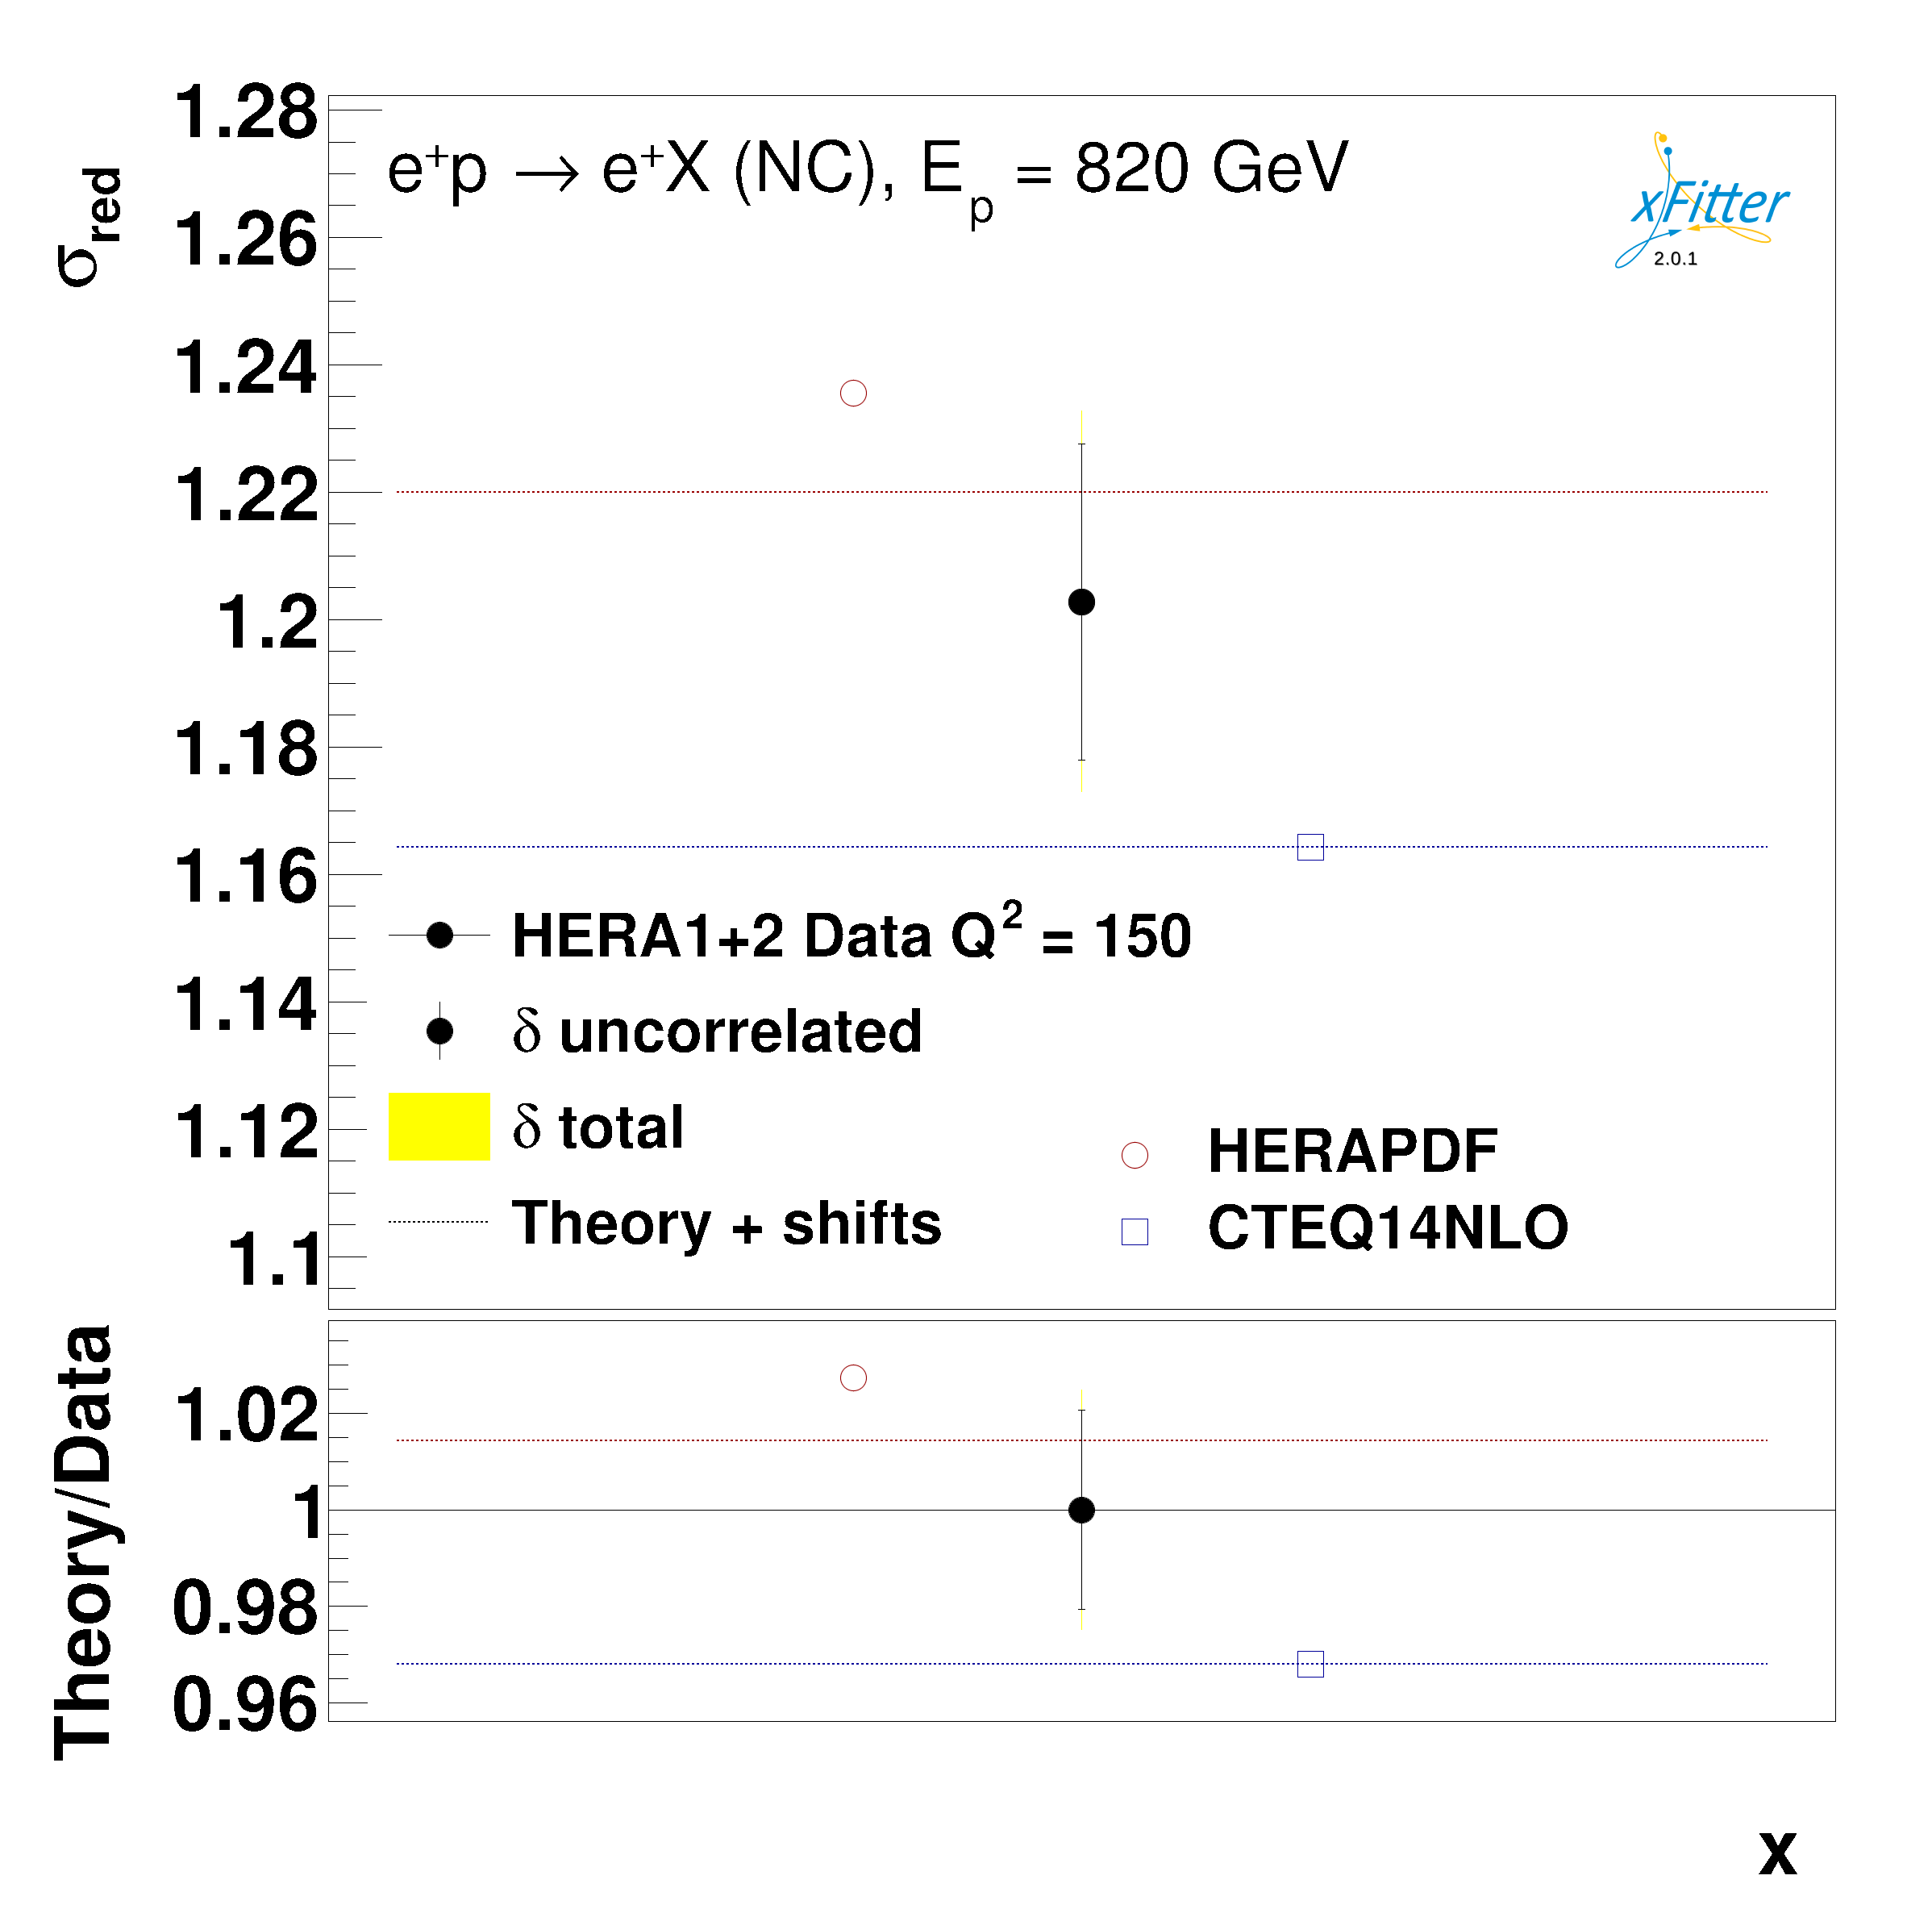 1.28
e⁺p → e⁺X (NC), E_p = 820 GeV
xFitter
2.0.1
σ_red
1.26
1.24
1.22
1.2
1.18
1.16
HERA1+2 Data Q² = 150
1.14
δ uncorrelated
1.12
δ total
HERAPDF
Theory + shifts
CTEQ14NLO
1.1
Theory/Data
1.02
1
0.98
0.96
x